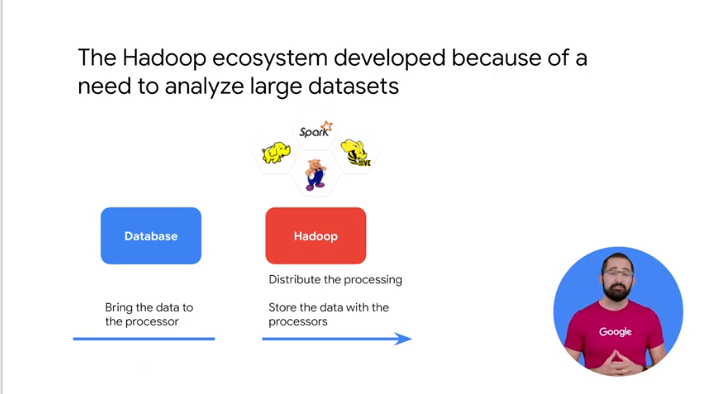 The Hadoop ecosystem developed because of a
need to analyze large datasets
Spark
HIVE
Database
Hadoop
Distribute the processing
Bring the data to
the processor
Store the data with the
processors
Google